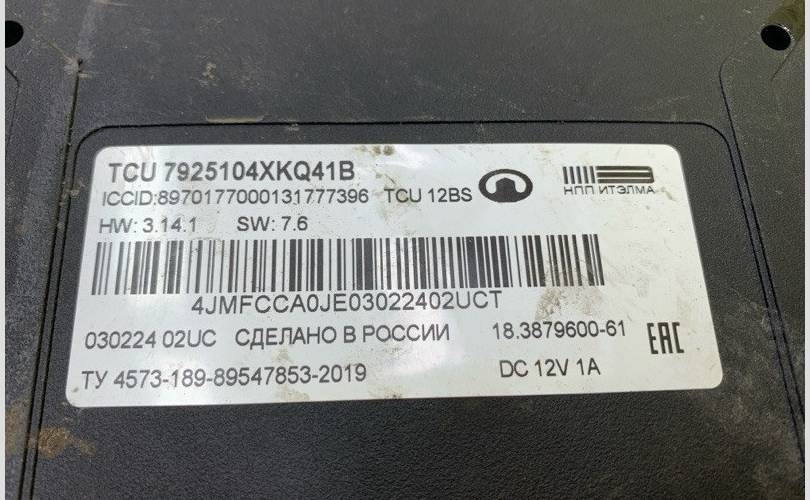 TCU 7925104XKQ41B
ICCID:8970177000131777396 TCU 12BS
НПП ИТЭЛМА
HW: 3.14.1 SW: 7.6
4JMFCCA0JE03022402UCT
030224 02UC СДЕЛАНО В РОССИИ 18.3879600-61
EAC
ТУ 4573-189-89547853-2019 DC 12V 1A